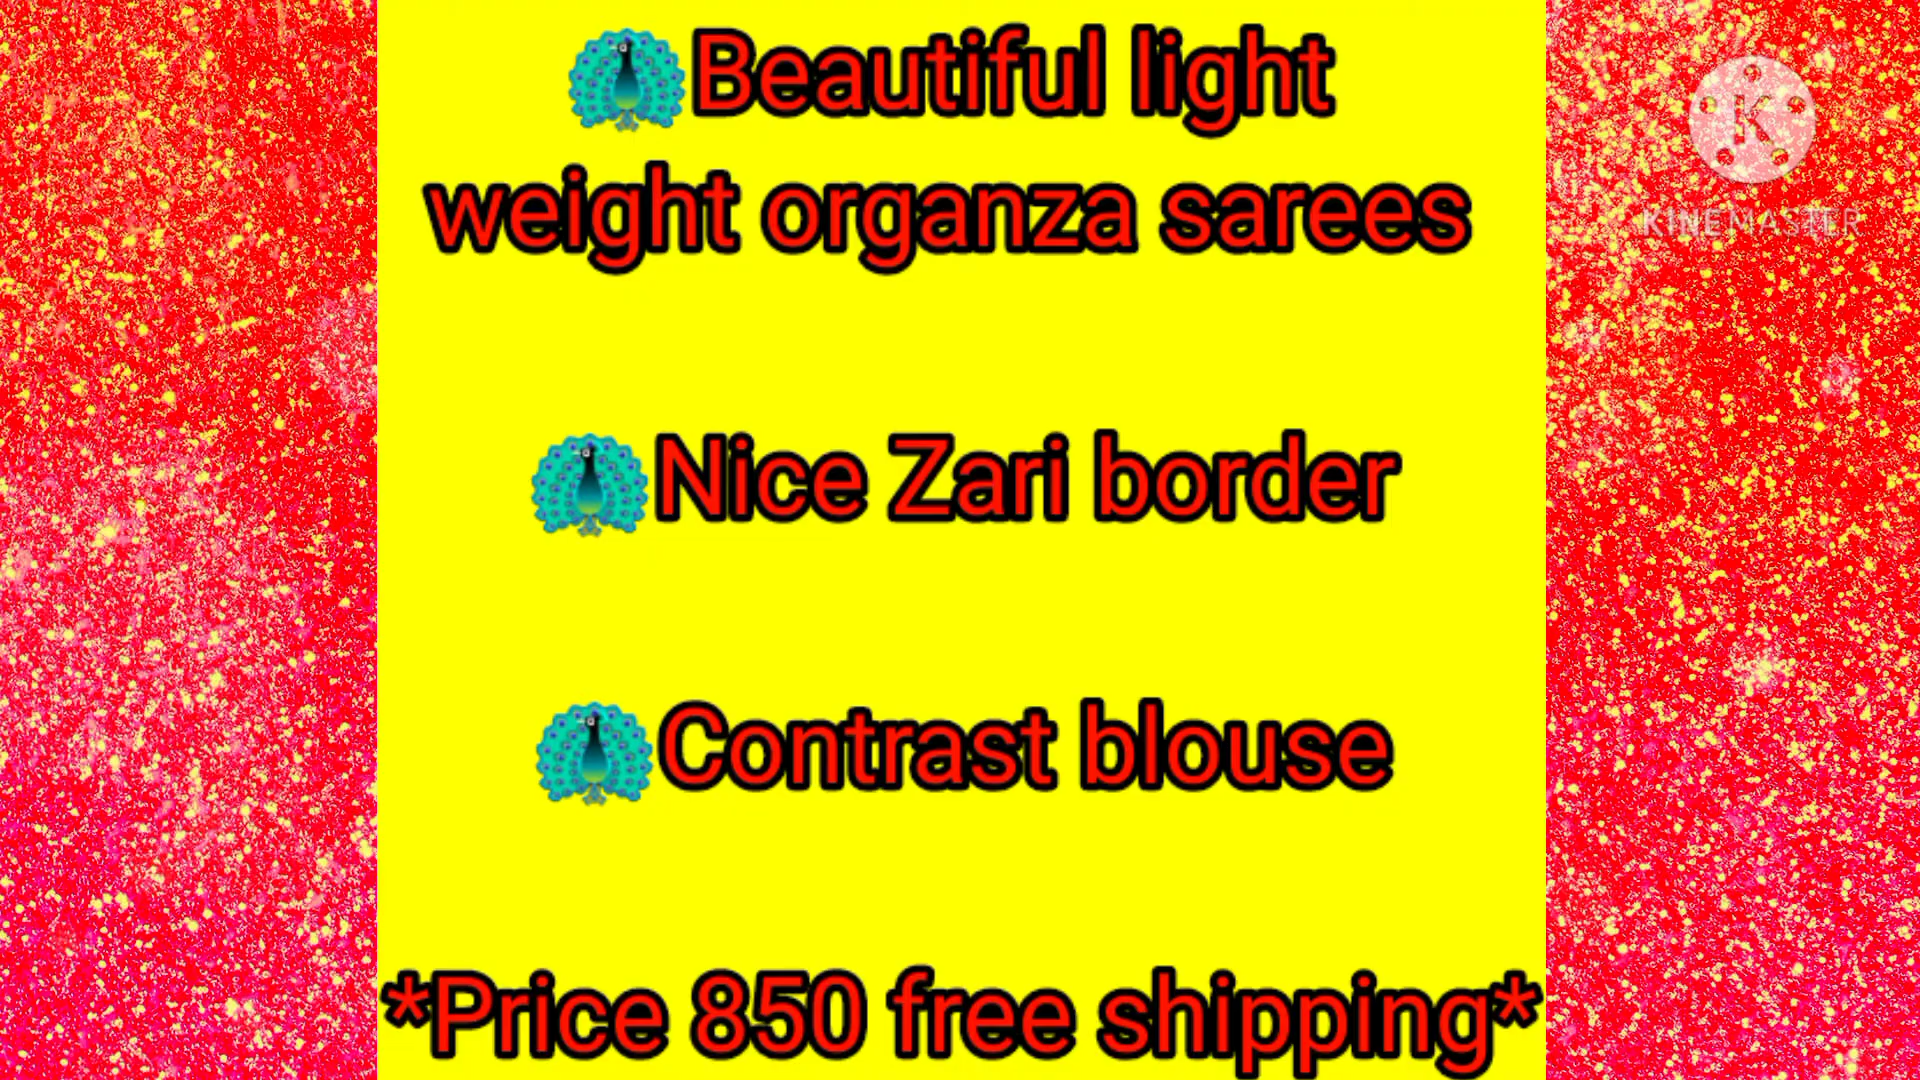 🦚Beautiful light
weight organza sarees
🦚Nice Zari border
🦚Contrast blouse
*Price 850 free shipping*
K
KINEMASTER